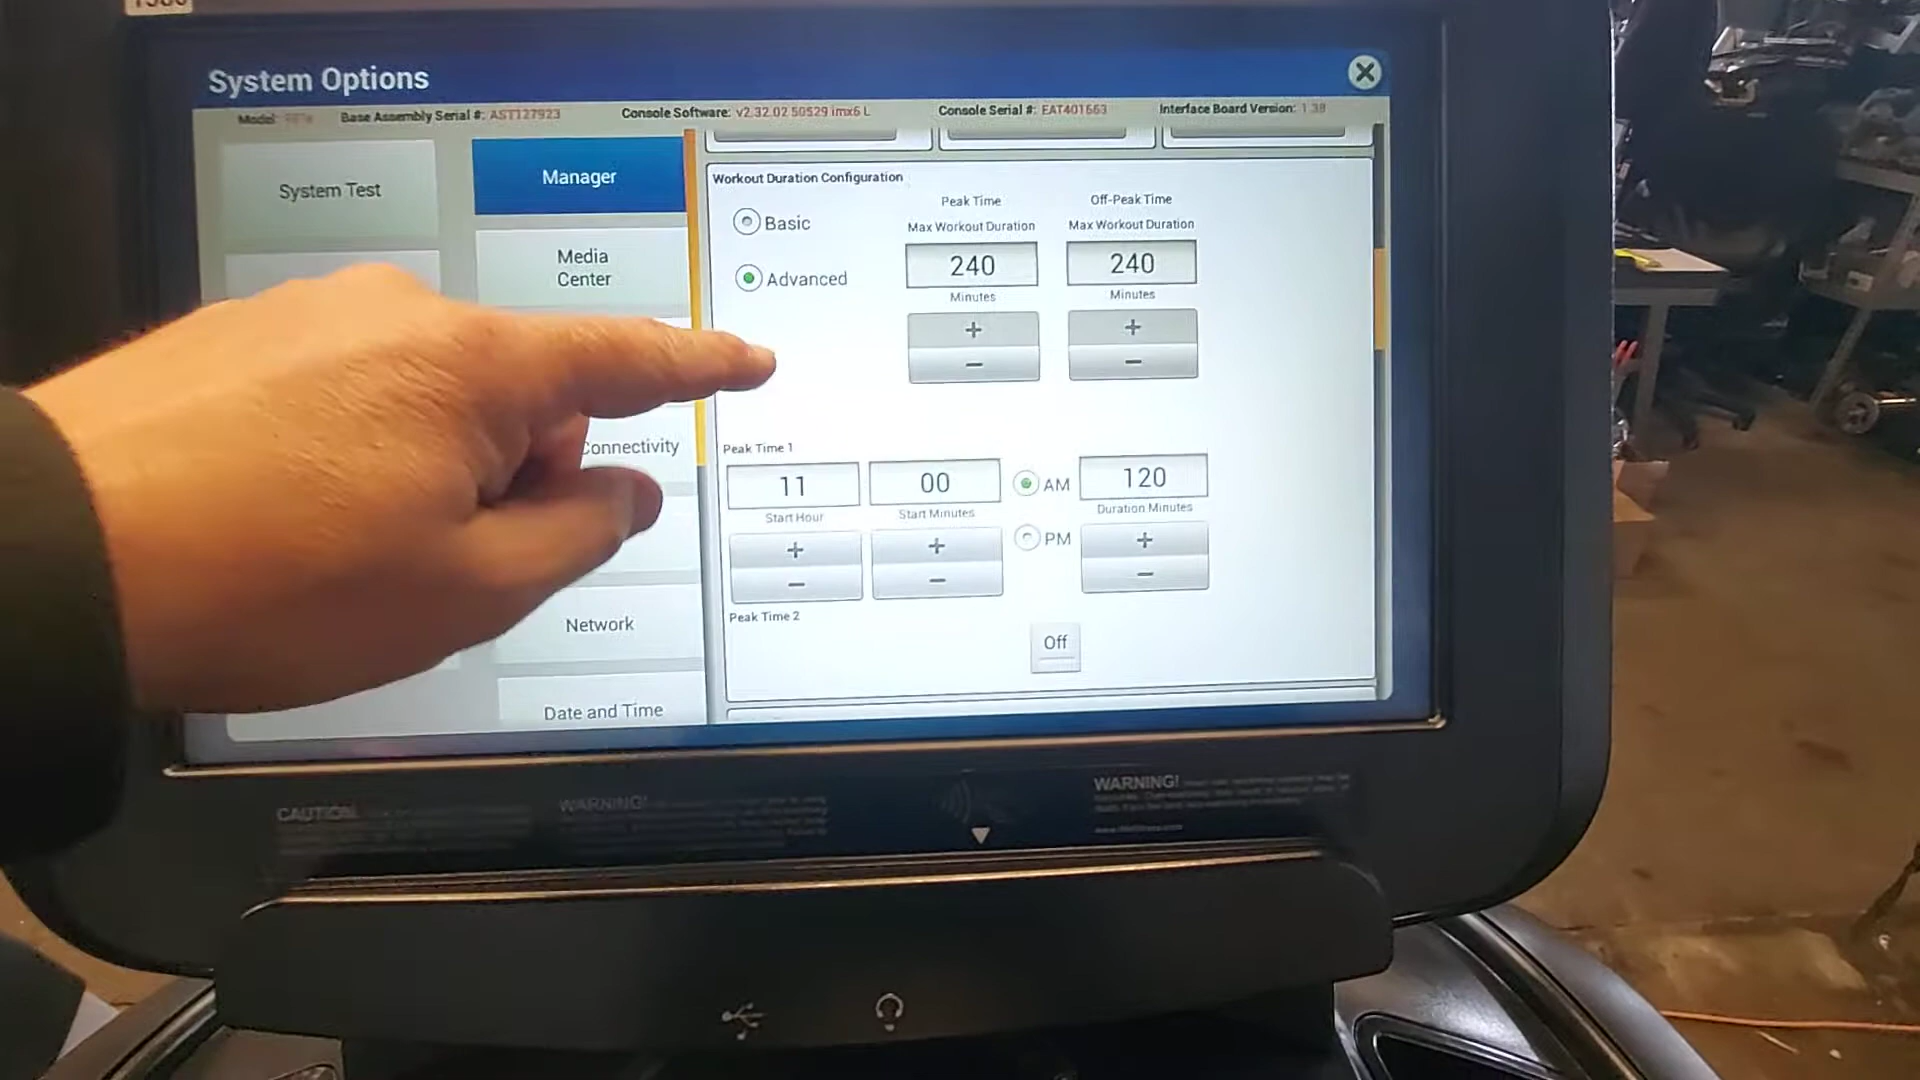 System Options
Model: Base Assembly Serial #: AST127923 Console Software: v2.32.02.50529 imx6 L Console Serial #: EAT401663 Interface Board Version: 1.38
System Test
Manager
Media
Center
Connectivity
Network
Date and Time
Workout Duration Configuration
Basic
Advanced
Peak Time
Max Workout Duration
240
Minutes
+
−
Off-Peak Time
Max Workout Duration
240
Minutes
+
−
Peak Time 1
11
Start Hour
+
−
00
Start Minutes
+
−
AM
PM
120
Duration Minutes
+
−
Peak Time 2
Off
CAUTION!
WARNING!
WARNING!